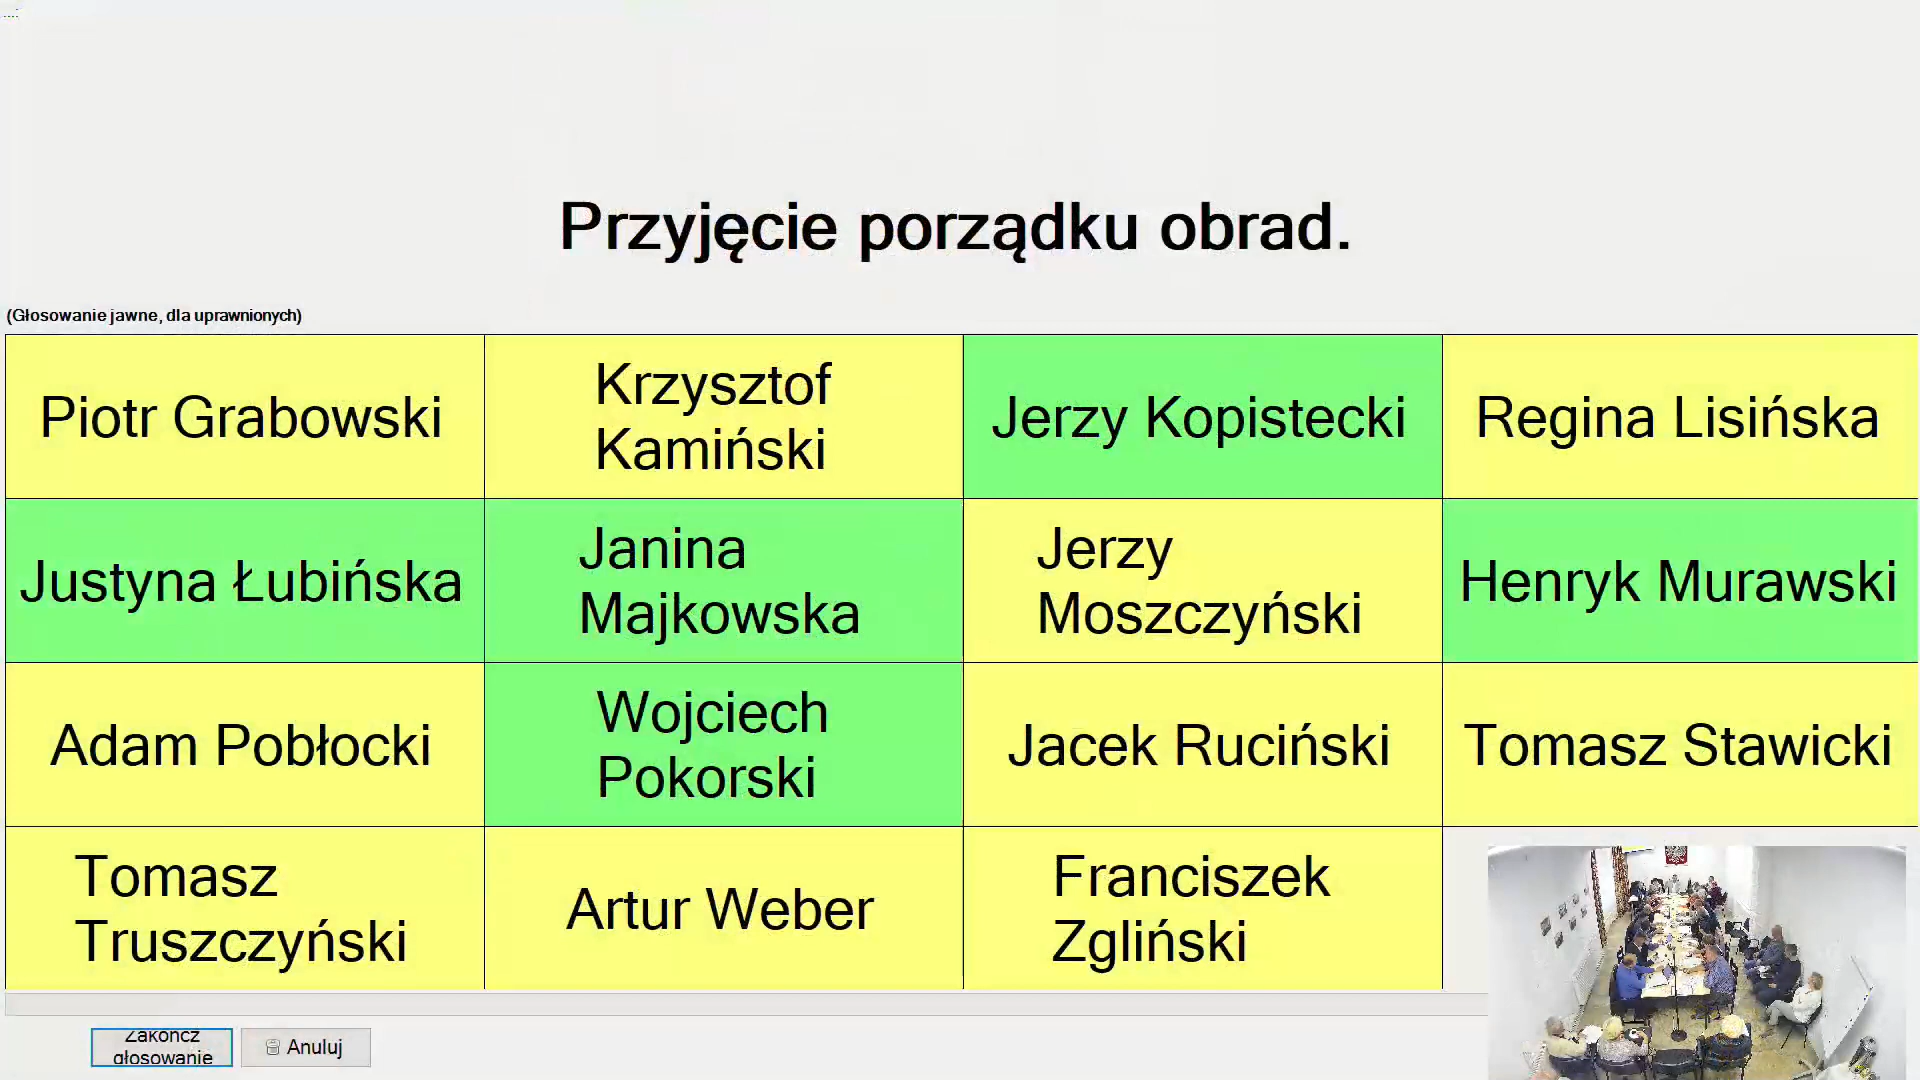 Przyjęcie porządku obrad.
(Głosowanie jawne, dla uprawnionych)
Piotr Grabowski
Krzysztof
Kamiński
Jerzy Kopistecki
Regina Lisińska
Justyna Łubińska
Janina
Majkowska
Jerzy
Moszczyński
Henryk Murawski
Adam Pobłocki
Wojciech
Pokorski
Jacek Ruciński
Tomasz Stawicki
Tomasz
Truszczyński
Artur Weber
Franciszek
Zgliński
Zakończ
głosowanie
Anuluj